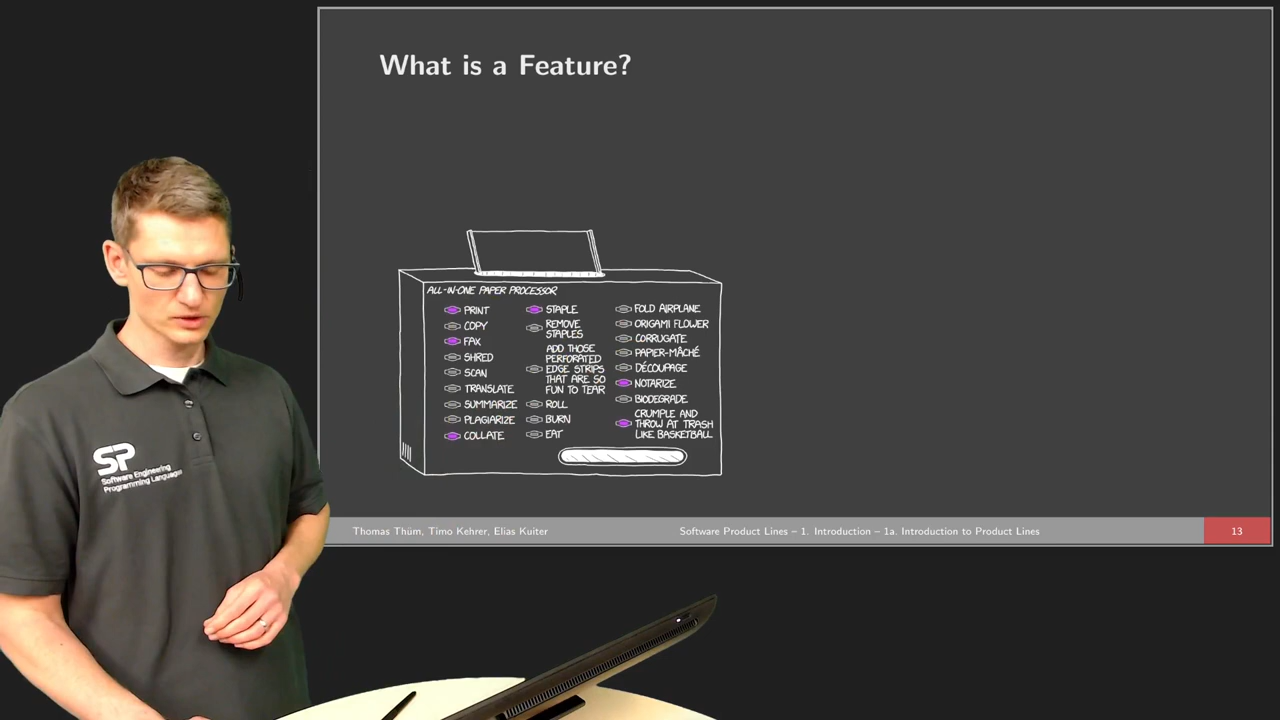 What is a Feature?
ALL-IN-ONE PAPER PROCESSOR
PRINT
COPY
FAX
SHRED
SCAN
TRANSLATE
SUMMARIZE
PLAGIARIZE
COLLATE
STAPLE
REMOVE
STAPLES
ADD THOSE
PERFORATED
EDGE STRIPS
THAT ARE SO
FUN TO TEAR
ROLL
BURN
EAT
FOLD AIRPLANE
ORIGAMI FLOWER
CORRUGATE
PAPIER-MÂCHÉ
DÉCOUPAGE
NOTARIZE
BIODEGRADE
CRUMPLE AND
THROW AT TRASH
LIKE BASKETBALL
SP
Software Engineering
Programming Languages
Thomas Thüm, Timo Kehrer, Elias Kuiter
Software Product Lines – 1. Introduction – 1a. Introduction to Product Lines
13